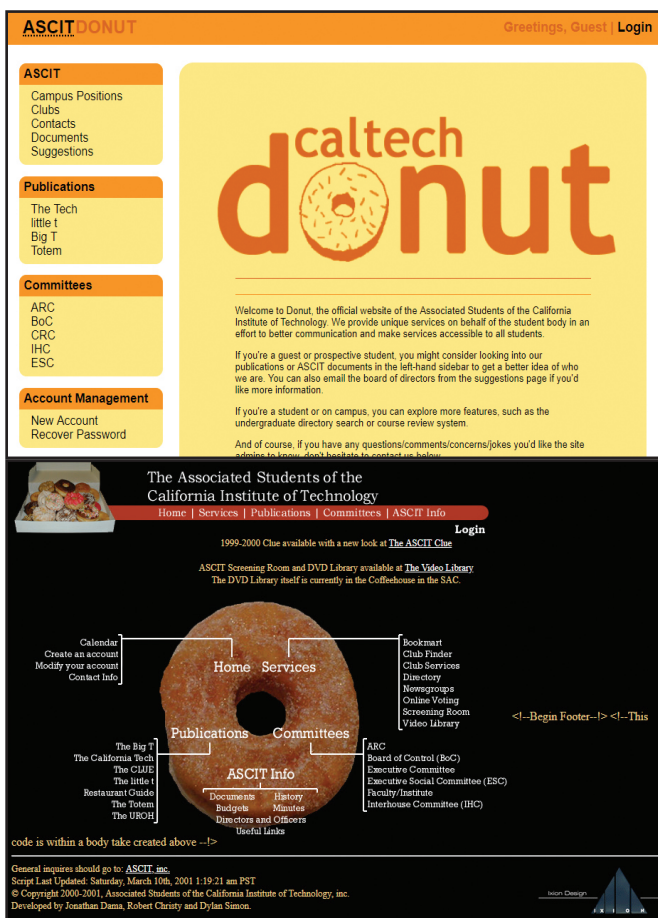 ASCITDONUT
Greetings, Guest | Login
ASCIT
Campus Positions
Clubs
Contacts
Documents
Suggestions
Publications
The Tech
little t
Big T
Totem
Committees
ARC
BoC
CRC
IHC
ESC
Account Management
New Account
Recover Password
caltech
donut
Welcome to Donut, the official website of the Associated Students of the California
Institute of Technology. We provide unique services on behalf of the student body in an
effort to better communication and make services accessible to all students.
If you're a guest or prospective student, you might consider looking into our
publications or ASCIT documents in the left-hand sidebar to get a better idea of who
we are. You can also email the board of directors from the suggestions page if you'd
like more information.
If you're a student or on campus, you can explore more features, such as the
undergraduate directory search or course review system.
And of course, if you have any questions/comments/concerns/jokes you'd like the site
admins to know, don't hesitate to contact us below.
The Associated Students of the
California Institute of Technology
Home | Services | Publications | Committees | ASCIT Info
Login
1999-2000 Clue available with a new look at The ASCIT Clue
ASCIT Screening Room and DVD Library available at The Video Library
The DVD Library itself is currently in the Coffeehouse in the SAC.
Home
Calendar
Create an account
Modify your account
Contact Info
Services
Bookmart
Club Finder
Club Services
Directory
Newsgroups
Online Voting
Screening Room
Video Library
<!--Begin Footer--!> <!--This
Publications
The Big T
The California Tech
The CLUE
The little t
Restaurant Guide
The Totem
The UROH
Committees
ARC
Board of Control (BoC)
Executive Committee
Executive Social Committee (ESC)
Faculty/Institute
Interhouse Committee (IHC)
ASCIT Info
Documents History
Budgets Minutes
Directors and Officers
Useful Links
code is within a body take created above --!>
General inquires should go to: ASCIT, inc.
Script Last Updated: Saturday, March 10th, 2001 1:19:21 am PST
© Copyright 2000-2001, Associated Students of the California Institute of Technology, inc.
Developed by Jonathan Dama, Robert Christy and Dylan Simon.
Ixion Design
I X I O N